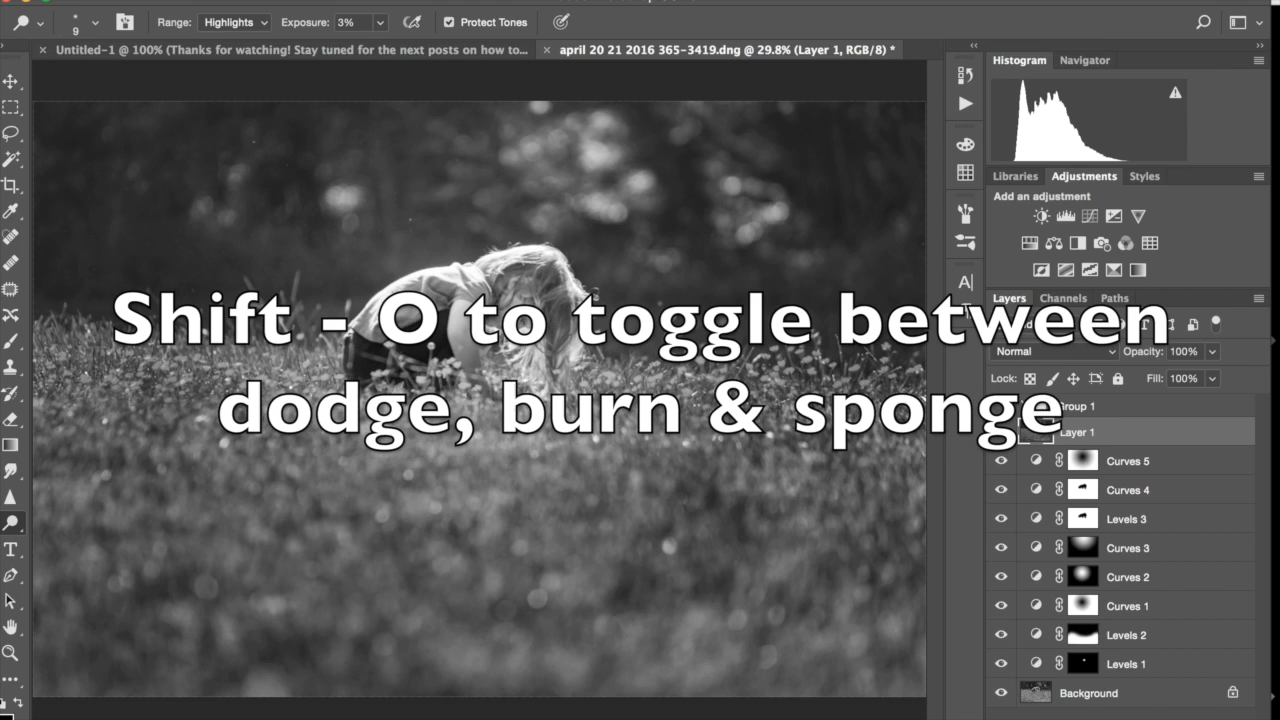 9
Range: Highlights Exposure: 3% Protect Tones
Untitled-1 @ 100% (Thanks for watching! Stay tuned for the next posts on how to...
april 20 21 2016 365-3419.dng @ 29.8% (Layer 1, RGB/8) *
Histogram Navigator
Libraries Adjustments Styles
Add an adjustment
Layers Channels Paths
Shift - O to toggle between
dodge, burn & sponge
Normal Opacity: 100%
Lock: Fill: 100%
Group 1
Layer 1
Curves 5
Curves 4
Levels 3
Curves 3
Curves 2
Curves 1
Levels 2
Levels 1
Background